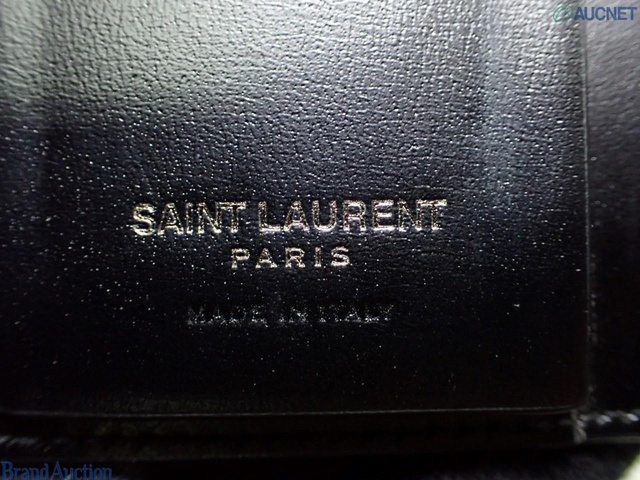 AUCNET
SAINT LAURENT
PARIS
MADE IN ITALY
Brand Auction